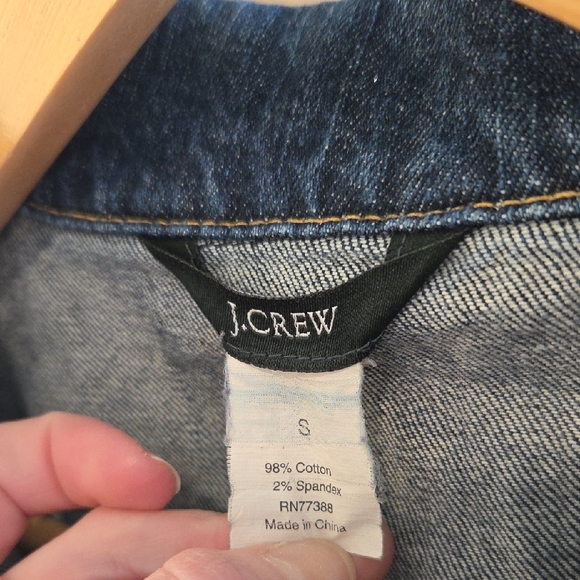 J.CREW
S
98% Cotton
2% Spandex
RN77388
Made in China